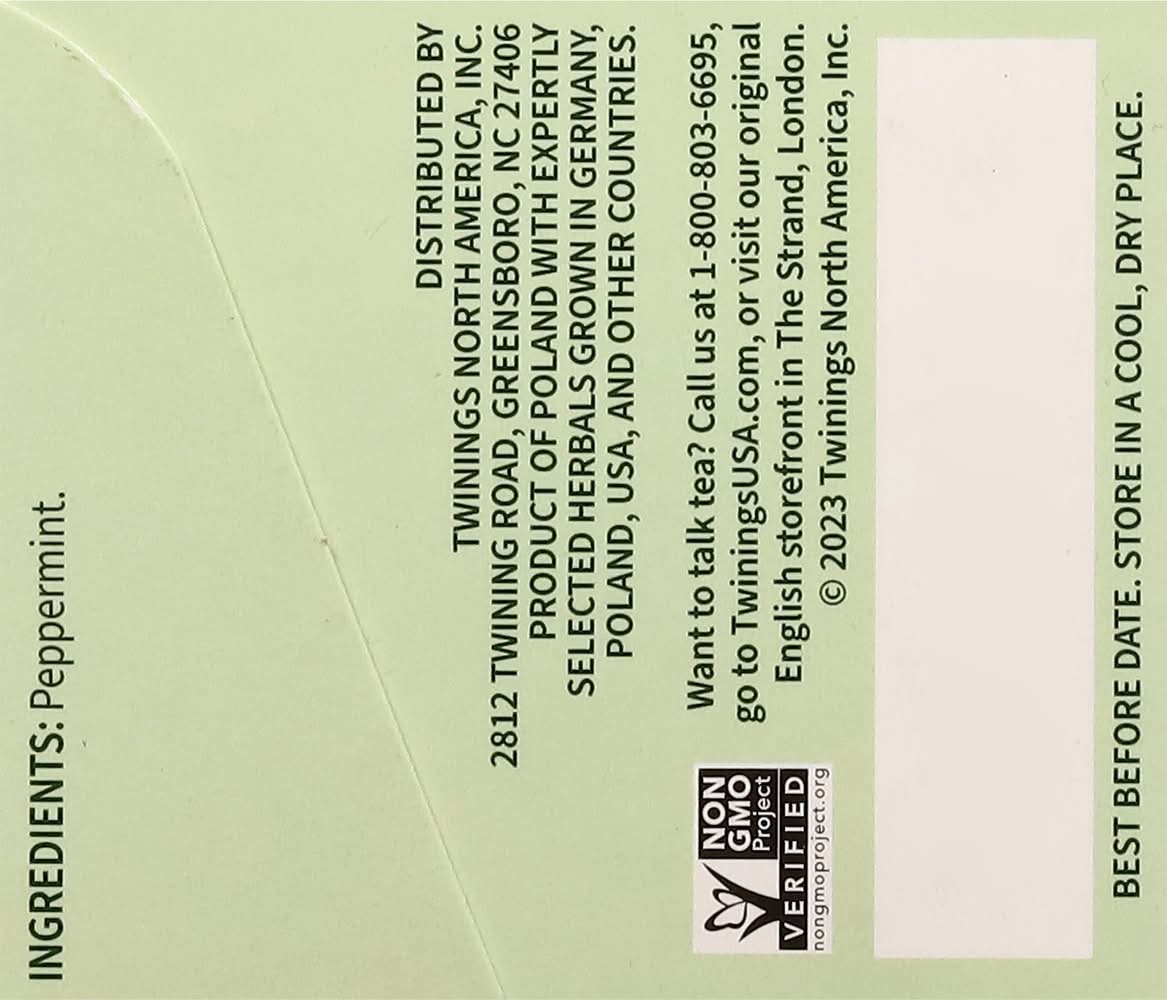 INGREDIENTS: Peppermint.
DISTRIBUTED BY
TWININGS NORTH AMERICA, INC.
2812 TWINING ROAD, GREENSBORO, NC 27406
PRODUCT OF POLAND WITH EXPERTLY
SELECTED HERBALS GROWN IN GERMANY,
POLAND, USA, AND OTHER COUNTRIES.
Want to talk tea? Call us at 1-800-803-6695,
go to TwiningsUSA.com, or visit our original
English storefront in The Strand, London.
© 2023 Twinings North America, Inc.
NON
GMO
Project
VERIFIED
nongmoproject.org
BEST BEFORE DATE. STORE IN A COOL, DRY PLACE.